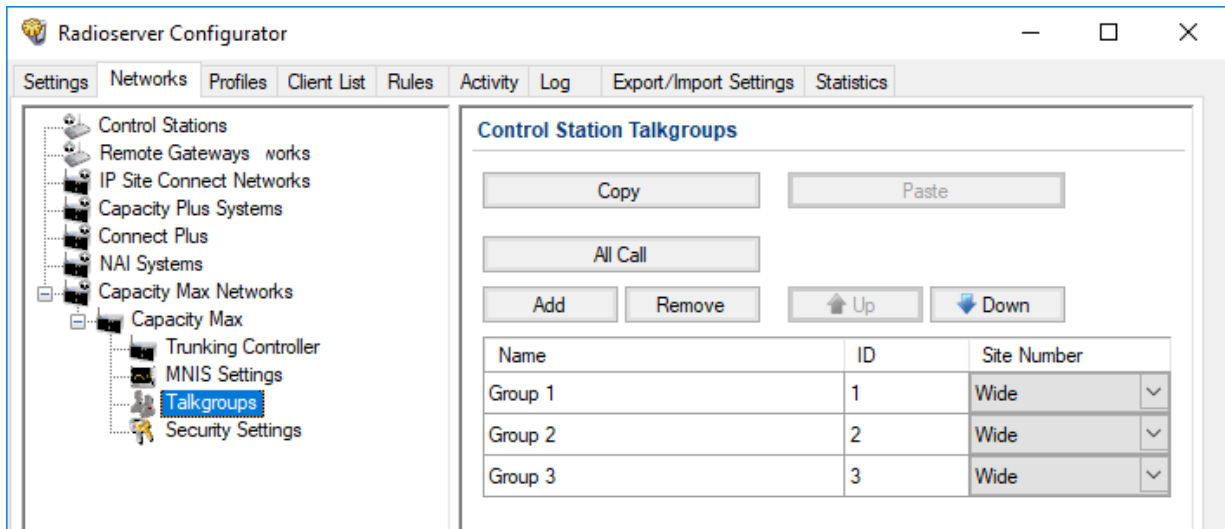 Radioserver Configurator
Settings Networks Profiles Client List Rules Activity Log Export/Import Settings Statistics
Control Stations
Remote Gateways works
IP Site Connect Networks
Capacity Plus Systems
Connect Plus
NAI Systems
Capacity Max Networks
Capacity Max
Trunking Controller
MNIS Settings
Talkgroups
Security Settings
Control Station Talkgroups
Copy Paste
All Call
Add Remove Up Down
Name ID Site Number
Group 1 1 Wide
Group 2 2 Wide
Group 3 3 Wide